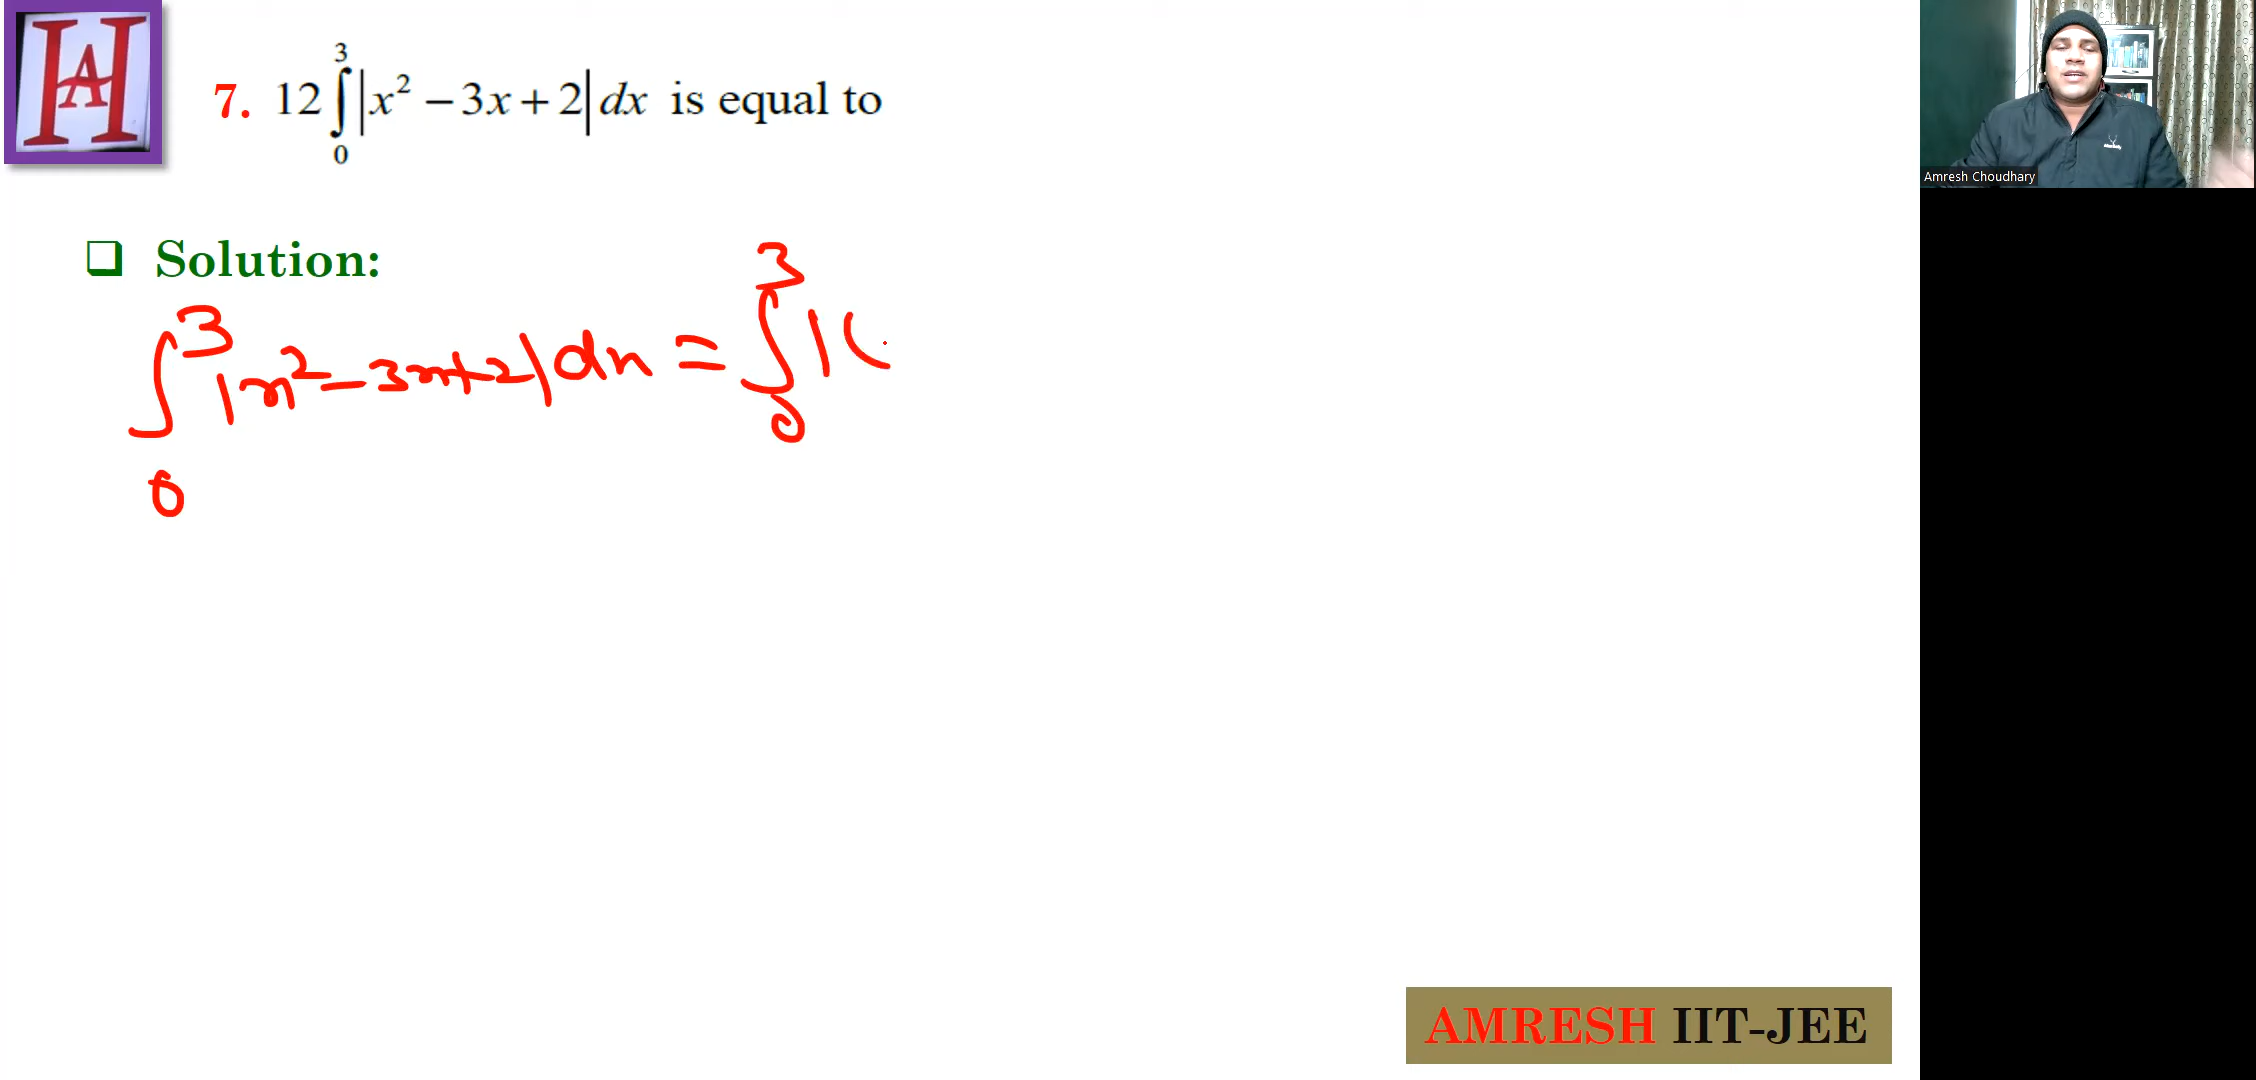 HA
7. 12 ∫₀³ |x² − 3x + 2| dx is equal to
Amresh Choudhary
❑ Solution:
∫₀³ |x² − 3x + 2| dx = ∫₀³ |(
AMRESH IIT-JEE